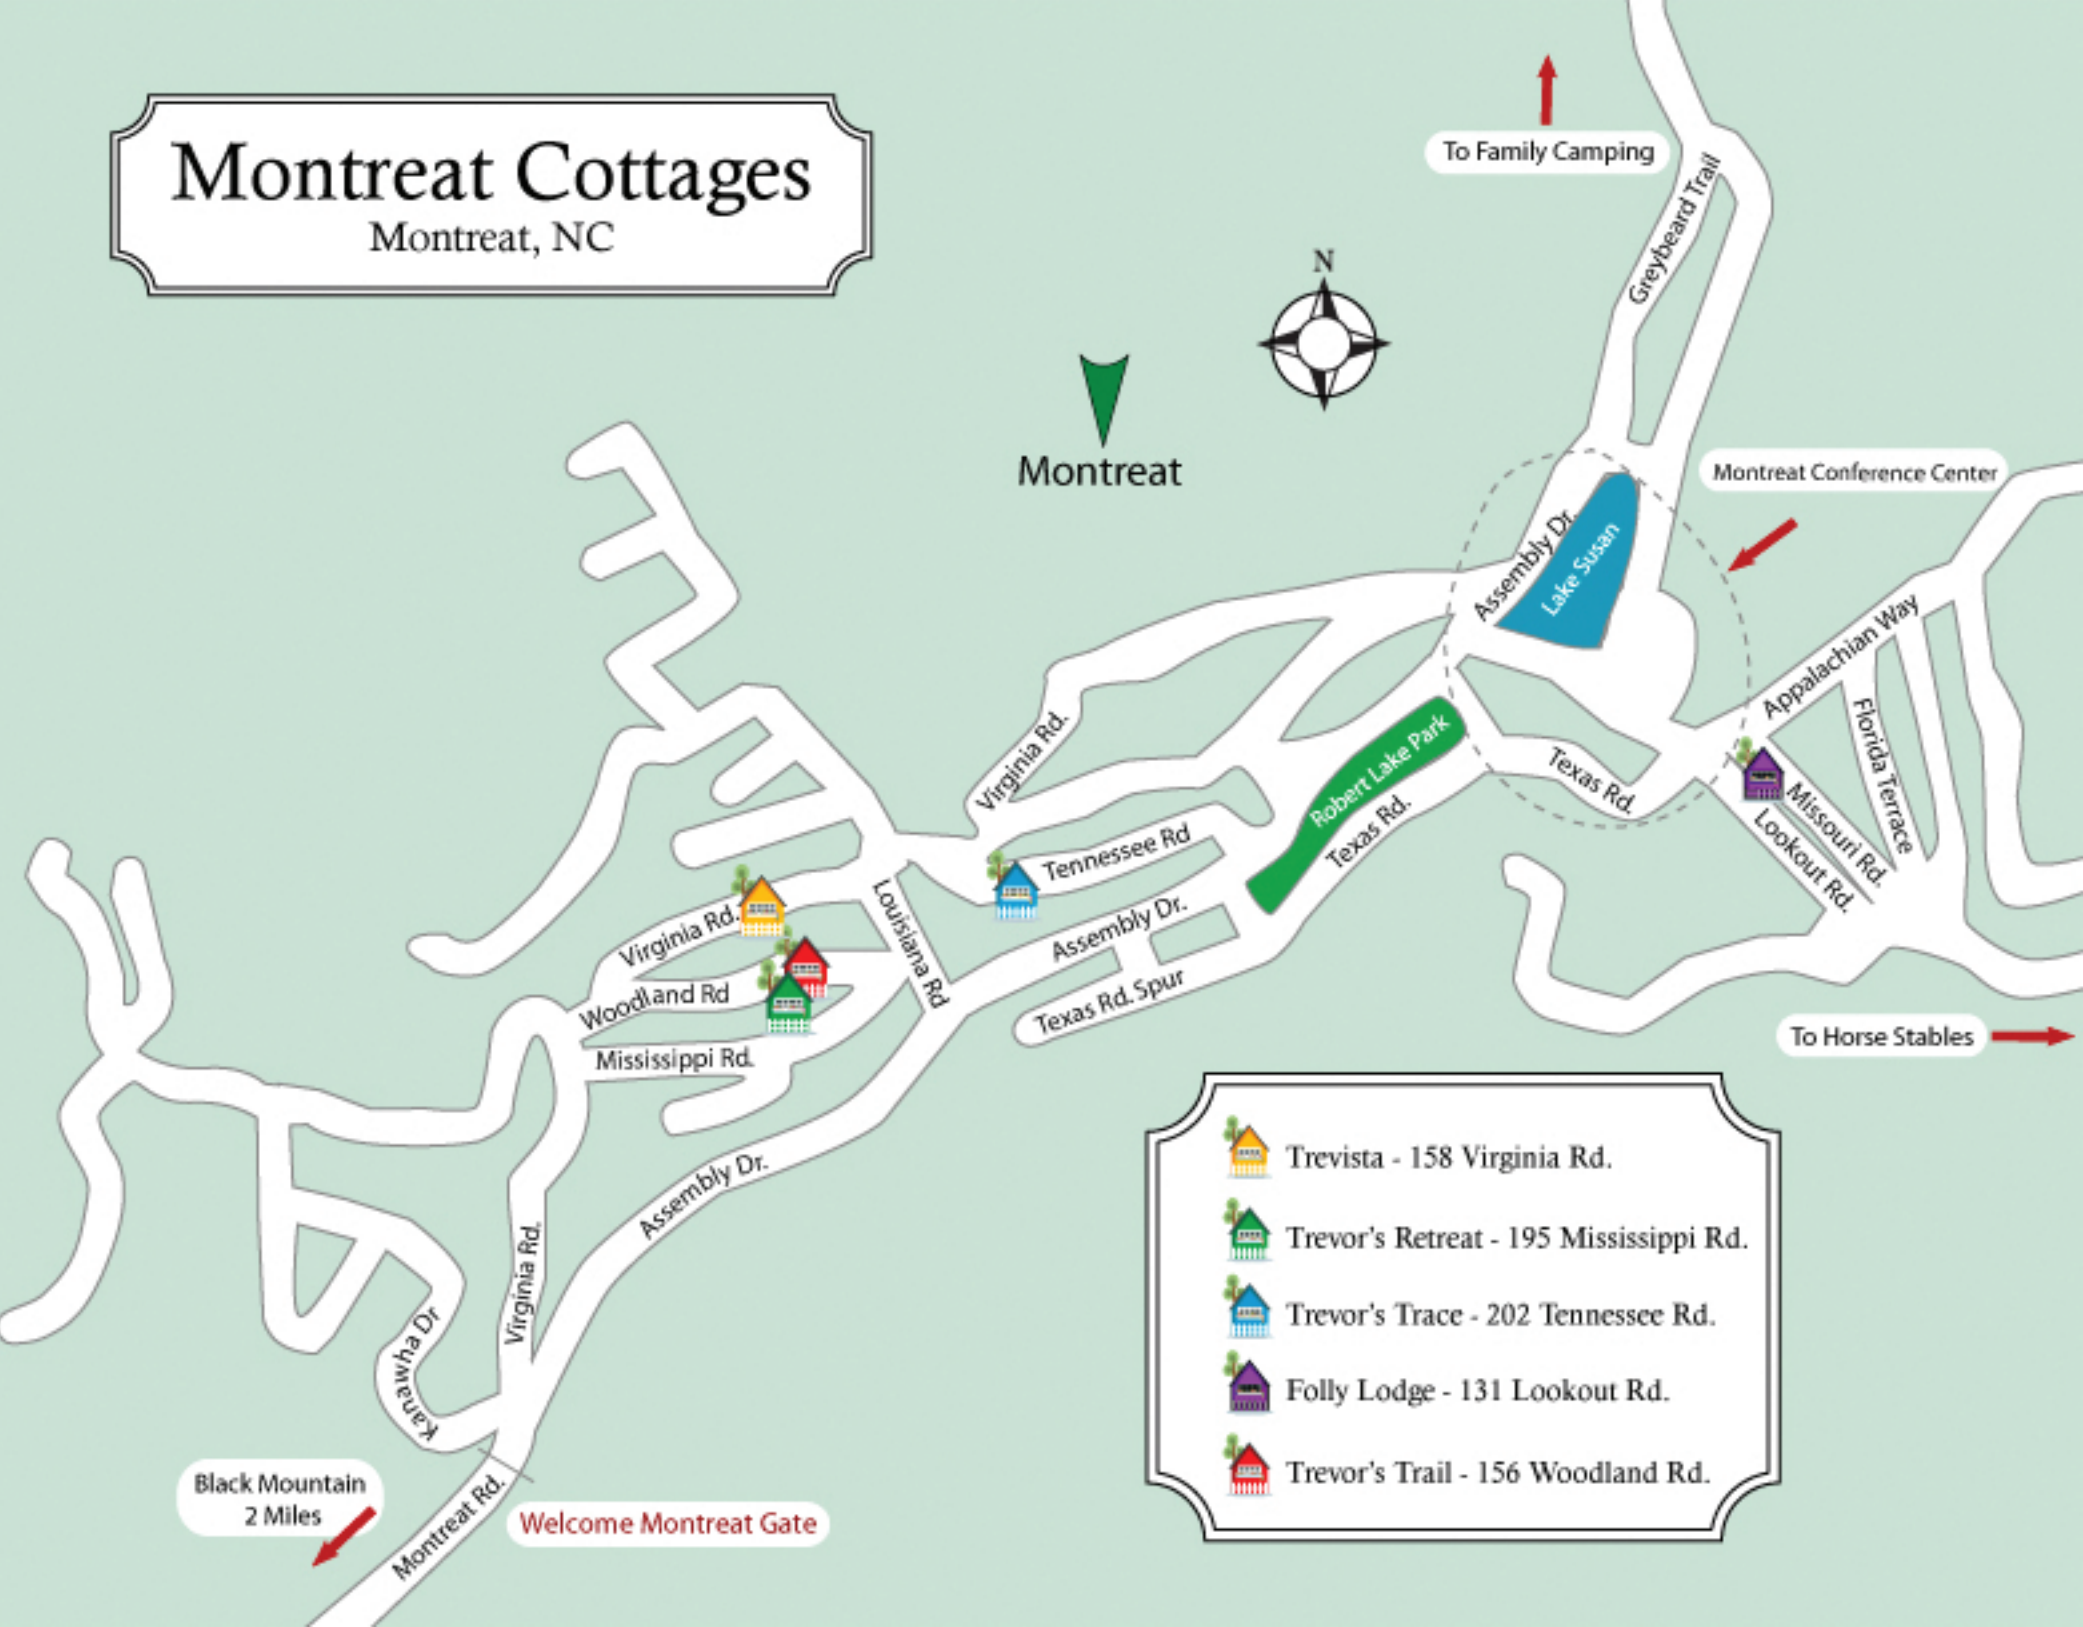 Montreat Cottages
Montreat, NC
To Family Camping
Greybeard Trail
N
Montreat
Montreat Conference Center
Assembly Dr.
Lake Susan
Appalachian Way
Virginia Rd.
Florida Terrace
Robert Lake Park
Texas Rd.
Texas Rd.
Missouri Rd.
Lookout Rd.
Tennessee Rd
Louisiana Rd
Virginia Rd.
Assembly Dr.
Woodland Rd
Texas Rd. Spur
Mississippi Rd.
To Horse Stables
Assembly Dr.
Virginia Rd.
Kanawha Dr
Trevista - 158 Virginia Rd.
Trevor's Retreat - 195 Mississippi Rd.
Trevor's Trace - 202 Tennessee Rd.
Folly Lodge - 131 Lookout Rd.
Trevor's Trail - 156 Woodland Rd.
Black Mountain
2 Miles
Montreat Rd.
Welcome Montreat Gate